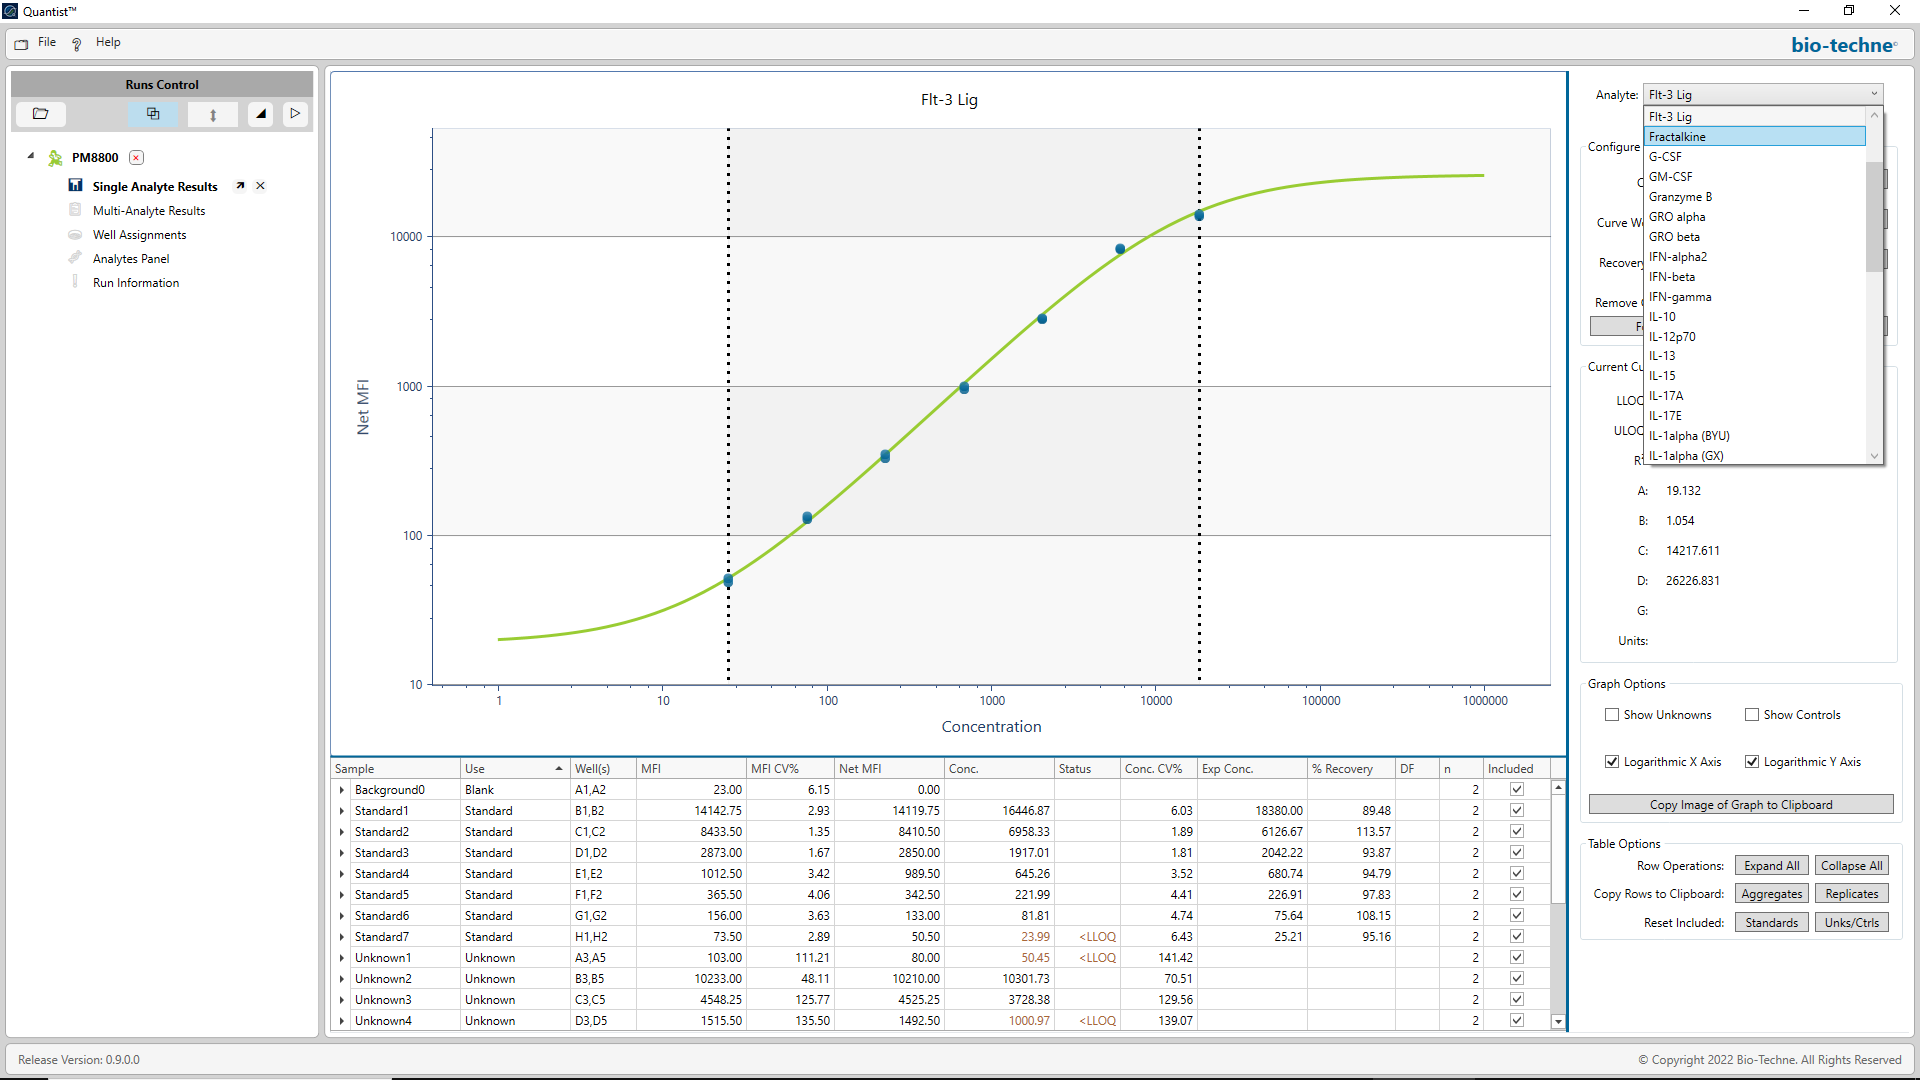 Quantist™
File
Help
bio-techne
Runs Control
PM8800
Single Analyte Results
Multi-Analyte Results
Well Assignments
Analytes Panel
Run Information
Flt-3 Lig
10000
1000
100
10
Net MFI
1 10 100 1000 10000 100000 1000000
Concentration
Sample Use Well(s) MFI MFI CV% Net MFI Conc. Status Conc. CV% Exp Conc. % Recovery DF n Included
Background0 Blank A1,A2 23.00 6.15 0.00 2
Standard1 Standard B1,B2 14142.75 2.93 14119.75 16446.87 6.03 18380.00 89.48 2
Standard2 Standard C1,C2 8433.50 1.35 8410.50 6958.33 1.89 6126.67 113.57 2
Standard3 Standard D1,D2 2873.00 1.67 2850.00 1917.01 1.81 2042.22 93.87 2
Standard4 Standard E1,E2 1012.50 3.42 989.50 645.26 3.52 680.74 94.79 2
Standard5 Standard F1,F2 365.50 4.06 342.50 221.99 4.41 226.91 97.83 2
Standard6 Standard G1,G2 156.00 3.63 133.00 81.81 4.74 75.64 108.15 2
Standard7 Standard H1,H2 73.50 2.89 50.50 23.99 <LLOQ 6.43 25.21 95.16 2
Unknown1 Unknown A3,A5 103.00 111.21 80.00 50.45 <LLOQ 141.42 2
Unknown2 Unknown B3,B5 10233.00 48.11 10210.00 10301.73 70.51 2
Unknown3 Unknown C3,C5 4548.25 125.77 4525.25 3728.38 129.56 2
Unknown4 Unknown D3,D5 1515.50 135.50 1492.50 1000.97 <LLOQ 139.07 2
Analyte: Flt-3 Lig
Flt-3 Lig
Fractalkine
G-CSF
GM-CSF
Granzyme B
GRO alpha
GRO beta
IFN-alpha2
IFN-beta
IFN-gamma
IL-10
IL-12p70
IL-13
IL-15
IL-17A
IL-17E
IL-1alpha (BYU)
IL-1alpha (GX)
Configure
Curve
Recovery
Remove
Current
LLOQ
ULOQ
A: 19.132
B: 1.054
C: 14217.611
D: 26226.831
G:
Units:
Graph Options
Show Unknowns Show Controls
Logarithmic X Axis Logarithmic Y Axis
Copy Image of Graph to Clipboard
Table Options
Row Operations: Expand All Collapse All
Copy Rows to Clipboard: Aggregates Replicates
Reset Included: Standards Unks/Ctrls
Release Version: 0.9.0.0
© Copyright 2022 Bio-Techne. All Rights Reserved